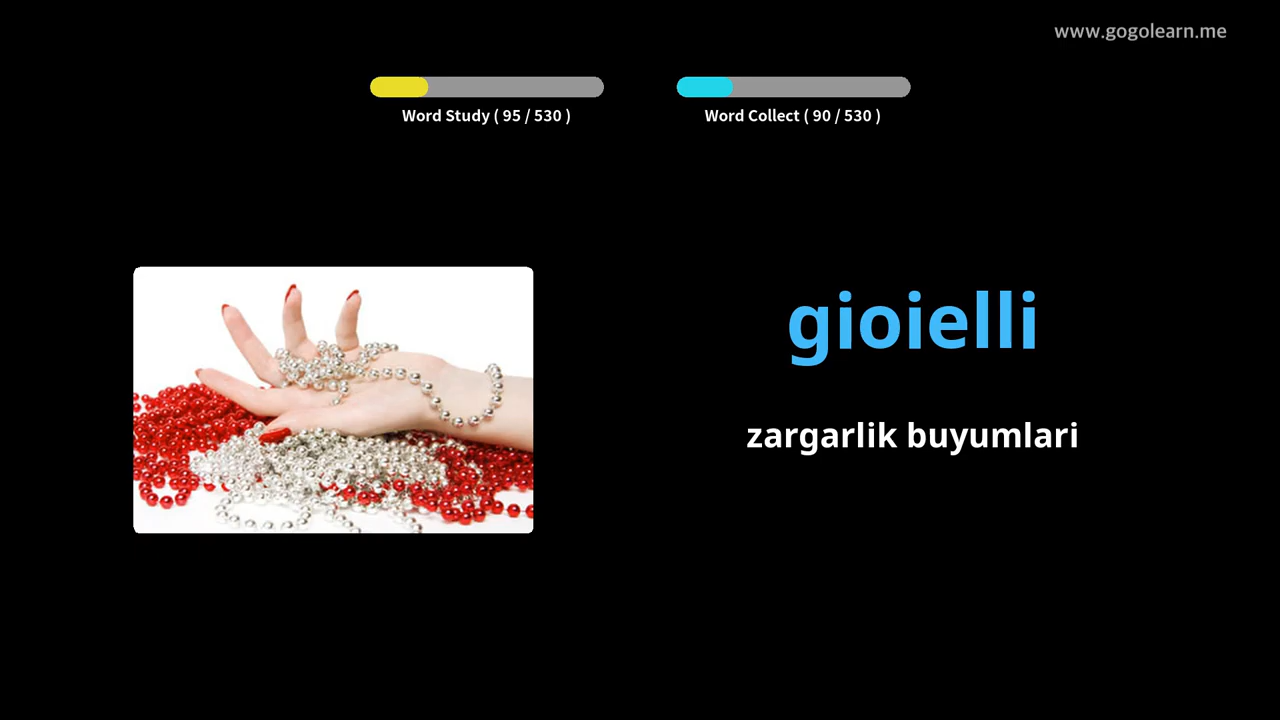 www.gogolearn.me
Word Study ( 95 / 530 )
Word Collect ( 90 / 530 )
gioielli
zargarlik buyumlari